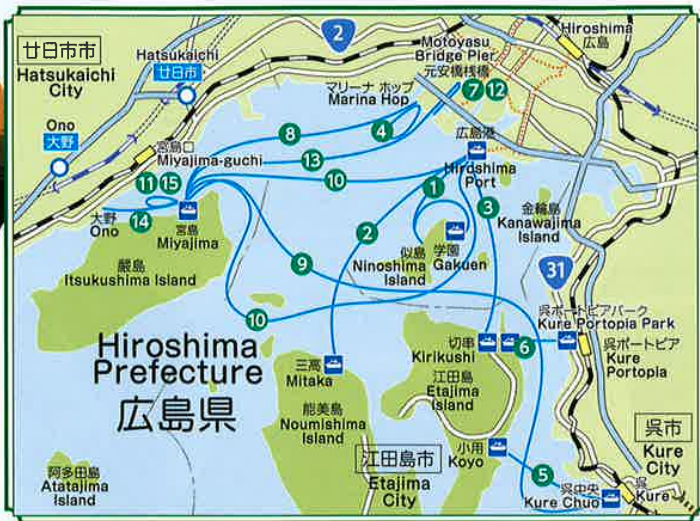 廿日市市
Hatsukaichi
City
Hatsukaichi
廿日市
Ono
大野
2
Motoyasu
Bridge Pier
元安橋桟橋
7 12
Hiroshima
広島
マリーナ ホップ
Marina Hop
8
4
13
10
宮島口
Miyajima-guchi
11 15
14
大野
Ono
宮島
Miyajima
厳島
Itsukushima Island
広島港
Hiroshima
Port
1
3
2
9
10
似島
Ninoshima
Island
学園
Gakuen
金輪島
Kanawajima
Island
31
呉ポートピアパーク
Kure Portopia Park
呉ポートピア
Kure
Portopia
切串
Kirikushi
6
江田島
Etajima
Island
三高
Mitaka
能美島
Noumishima
Island
Hiroshima
Prefecture
広島県
小用
Koyo
5
江田島市
Etajima
City
呉市
Kure
City
呉中央
Kure Chuo
呉
Kure
阿多田島
Atatajima
Island